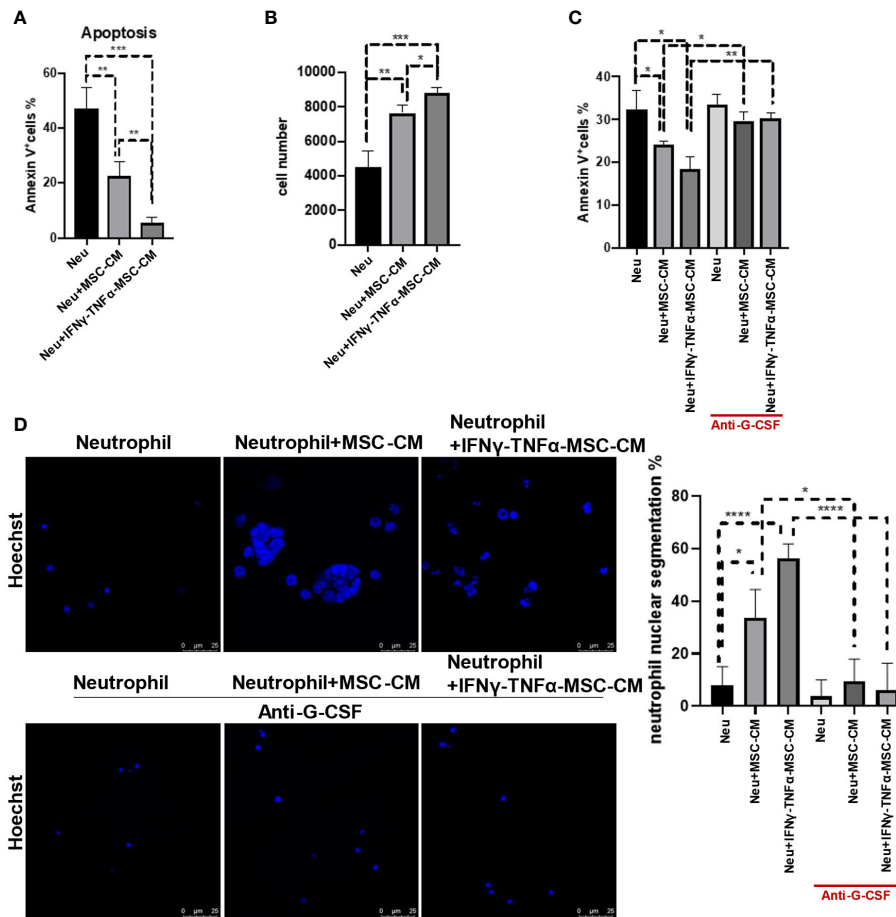 A
Apoptosis
***
**
**
60
40
20
0
Annexin V⁺cells %
Neu
Neu+MSC-CM
Neu+IFNγ-TNFα-MSC-CM
B
***
**
*
10000
8000
6000
4000
2000
0
cell number
Neu
Neu+MSC-CM
Neu+IFNγ-TNFα-MSC-CM
C
*
*
*
**
40
30
20
10
0
Annexin V⁺cells %
Neu
Neu+MSC-CM
Neu+IFNγ-TNFα-MSC-CM
Neu
Neu+MSC-CM
Neu+IFNγ-TNFα-MSC-CM
Anti-G-CSF
D
Neutrophil
Neutrophil+MSC-CM
Neutrophil
+IFNγ-TNFα-MSC-CM
Hoechst
0 µm 25
0 µm 25
0 µm 25
Neutrophil
Neutrophil+MSC-CM
Neutrophil
+IFNγ-TNFα-MSC-CM
Anti-G-CSF
Hoechst
0 µm 25
0 µm 25
0 µm 25
neutrophil nuclear segmentation %
80
60
40
20
0
*
****
****
*
Neu
Neu+MSC-CM
Neu+IFNγ-TNFα-MSC-CM
Neu
Neu+MSC-CM
Neu+IFNγ-TNFα-MSC-CM
Anti-G-CSF